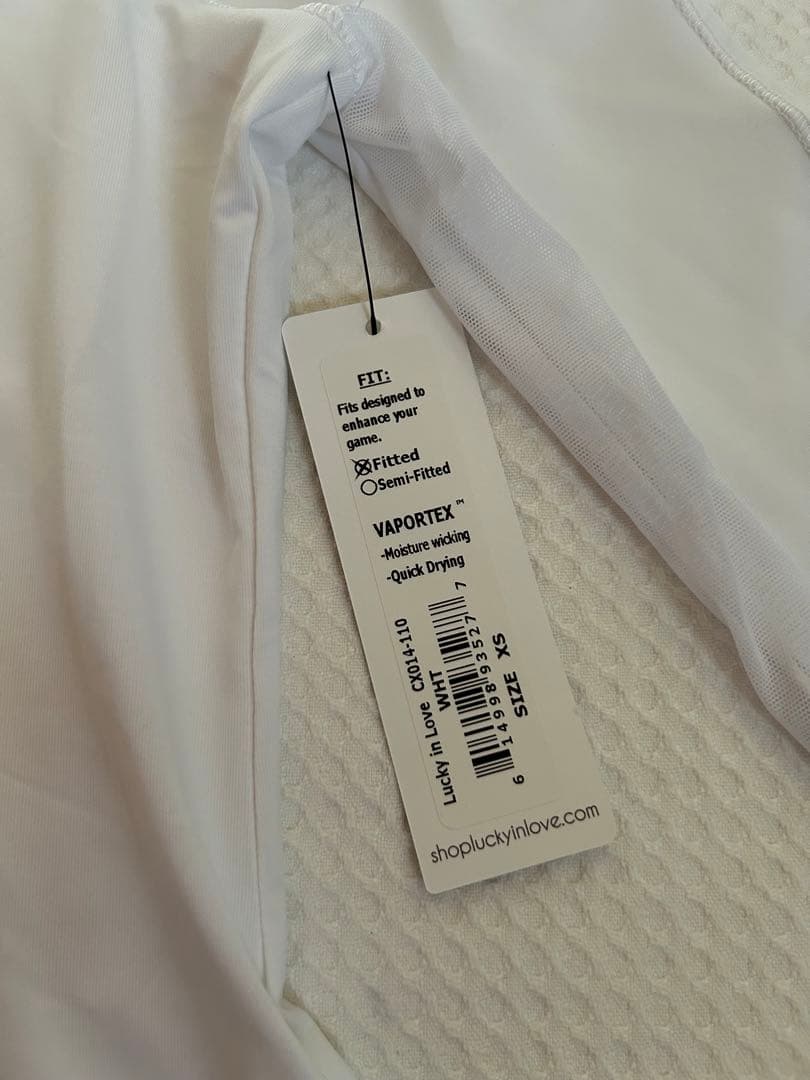 FIT:
Fits designed to
enhance your
game.
Fitted
Semi-Fitted
VAPORTEX™
-Moisture wicking
-Quick Drying
Lucky in Love CX014-110
WHT
6 14998 93527 7
SIZE XS
shopluckyinlove.com